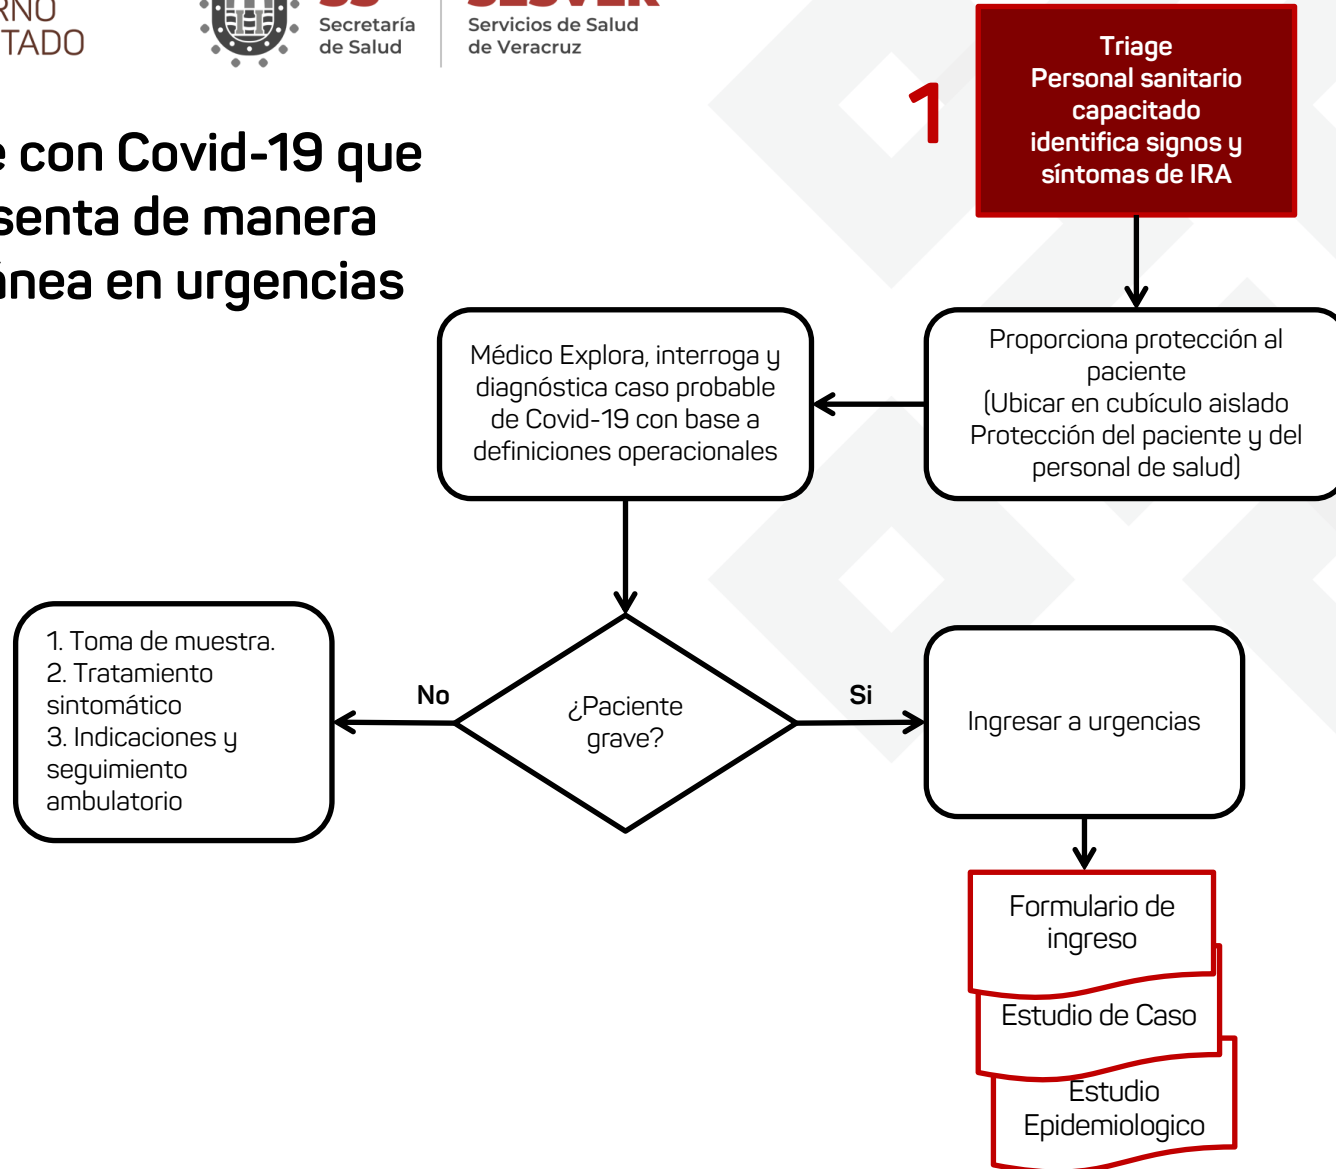 TADO
Secretaría
de Salud
Servicios de Salud
de Veracruz
1
Triage
Personal sanitario
capacitado
identifica signos y
síntomas de IRA
con Covid-19 que
de manera
en urgencias
Proporciona protección al
paciente
(Ubicar en cubículo aislado
Protección del paciente y del
personal de salud)
Médico Explora, interroga y
diagnóstica caso probable
de Covid-19 con base a
definiciones operacionales
¿Paciente
grave?
No
Si
1. Toma de muestra.
2. Tratamiento
sintomático
3. Indicaciones y
seguimiento
ambulatorio
Ingresar a urgencias
Formulario de
ingreso
Estudio de Caso
Estudio
Epidemiologico